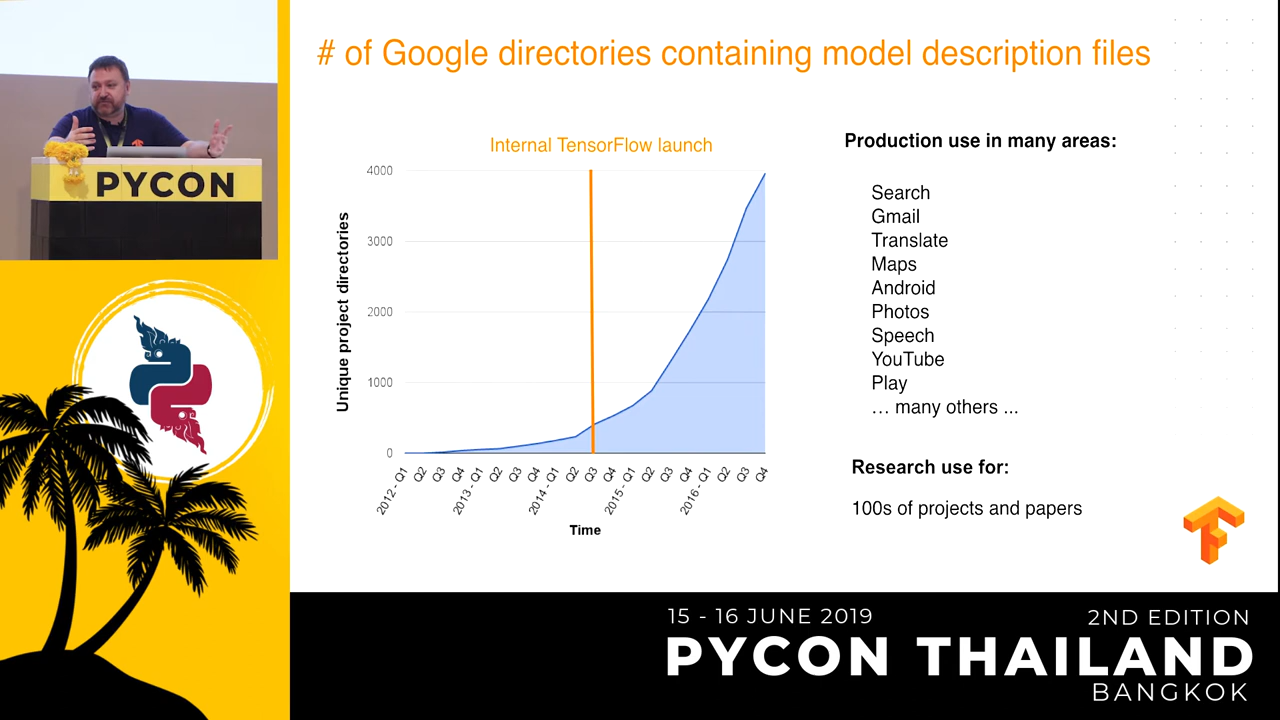 # of Google directories containing model description files
PYCON
Internal TensorFlow launch
Unique project directories
4000
3000
2000
1000
0
2012 - Q1
Q2
Q3
Q4
2013 - Q1
Q2
Q3
Q4
2014 - Q1
Q2
Q3
Q4
2015 - Q1
Q2
Q3
Q4
2016 - Q1
Q2
Q3
Q4
Time
Production use in many areas:
Search
Gmail
Translate
Maps
Android
Photos
Speech
YouTube
Play
… many others ...
Research use for:
100s of projects and papers
15 - 16 JUNE 2019
2ND EDITION
PYCON THAILAND
BANGKOK